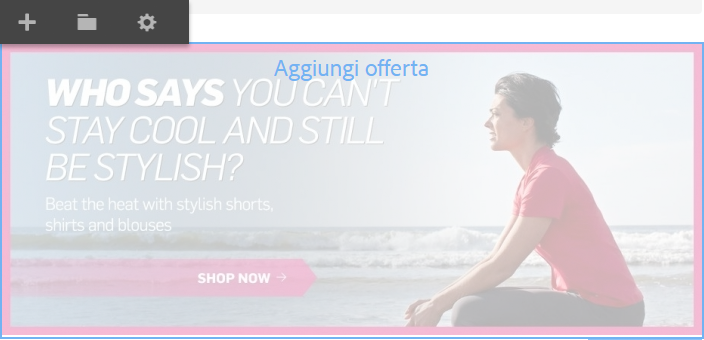 Aggiungi offerta
WHO SAYS YOU CAN'T
STAY COOL AND STILL
BE STYLISH?
Beat the heat with stylish shorts,
shirts and blouses
SHOP NOW →